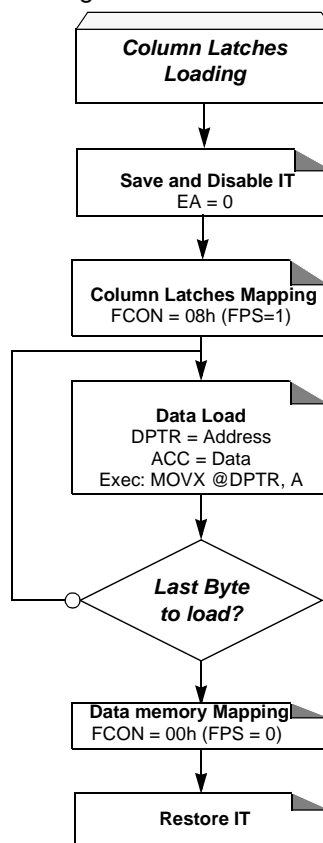 Column Latches
Loading
Save and Disable IT
EA = 0
Column Latches Mapping
FCON = 08h (FPS=1)
Data Load
DPTR = Address
ACC = Data
Exec: MOVX @DPTR, A
Last Byte
to load?
Data memory Mapping
FCON = 00h (FPS = 0)
Restore IT